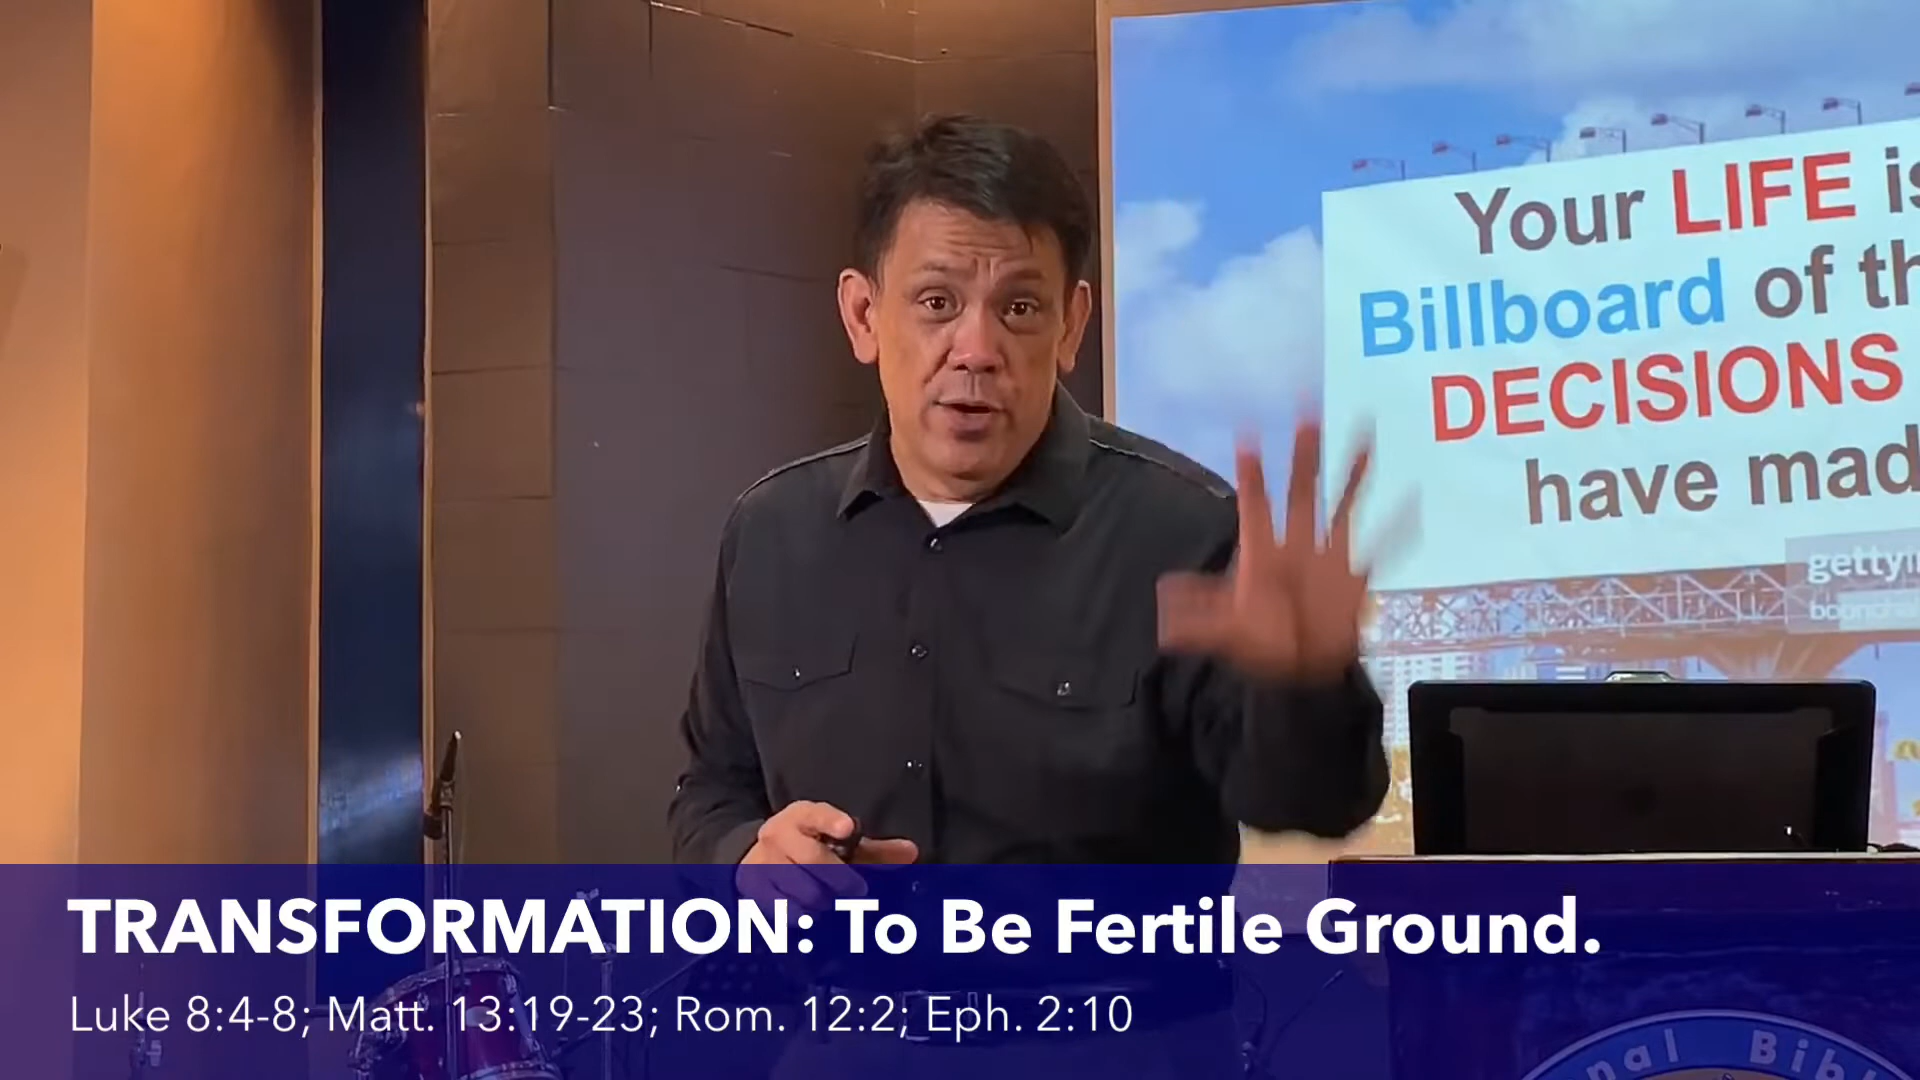 Your LIFE is
Billboard of th
DECISIONS
have mad
TRANSFORMATION: To Be Fertile Ground.
Luke 8:4-8; Matt. 13:19-23; Rom. 12:2; Eph. 2:10